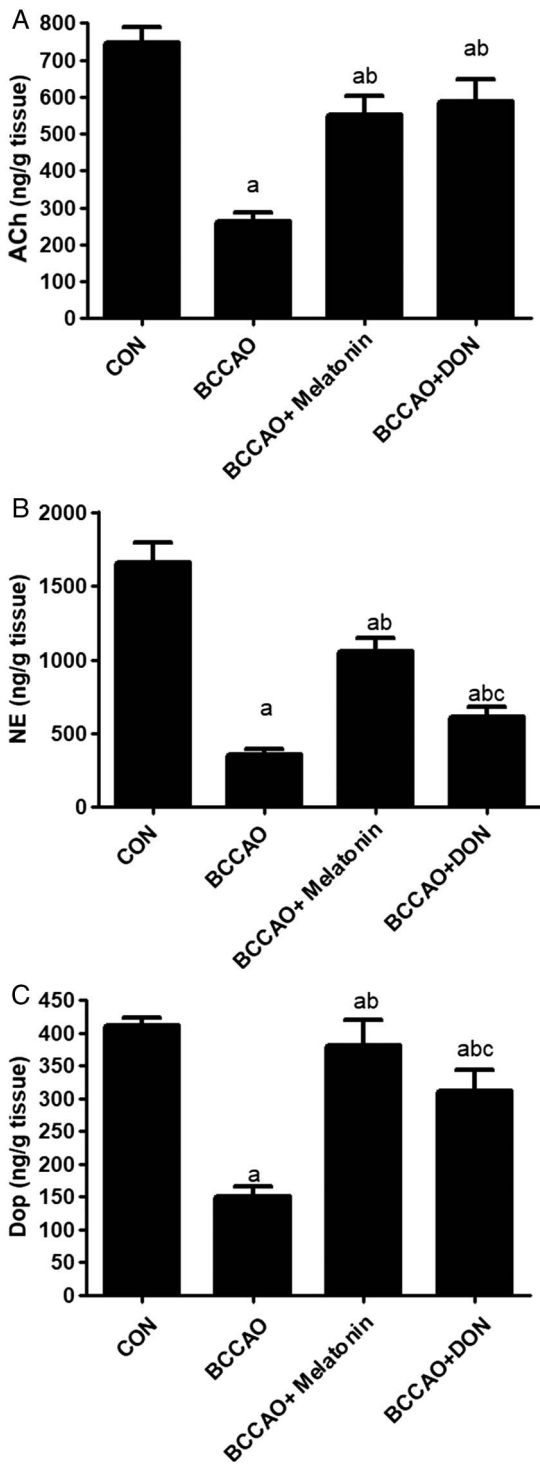 A
ACh (ng/g tissue)
800
700
600
500
400
300
200
100
0
a
ab
ab
CON
BCCAO
BCCAO+ Melatonin
BCCAO+DON
B
NE (ng/g tissue)
2000
1500
1000
500
0
a
ab
abc
CON
BCCAO
BCCAO+ Melatonin
BCCAO+DON
C
Dop (ng/g tissue)
450
400
350
300
250
200
150
100
50
0
a
ab
abc
CON
BCCAO
BCCAO+ Melatonin
BCCAO+DON